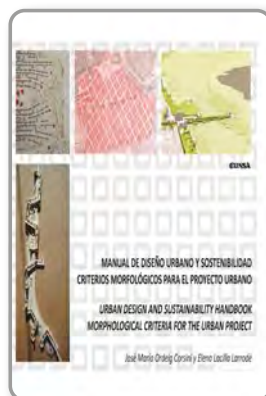 EUNSA
MANUAL DE DISEÑO URBANO Y SOSTENIBILIDAD
CRITERIOS MORFOLÓGICOS PARA EL PROYECTO URBANO
URBAN DESIGN AND SUSTAINABILITY HANDBOOK
MORPHOLOGICAL CRITERIA FOR THE URBAN PROJECT
José María Ordeig Corsini y Elena Lacilla Larrodé